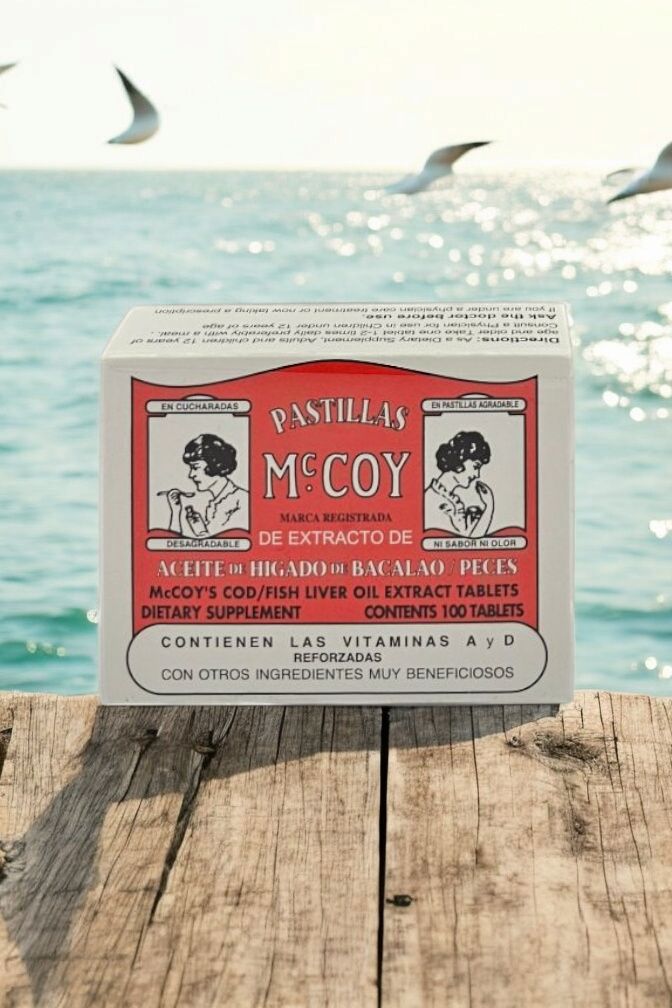 Directions: As a Dietary Supplement, Adults and children of 12 years of
age and older Take one tablet 1-2 times daily preferably with a meal.
Consult a Physician for use in Children under 12 years of age
Ask the doctor before use.
If you are under a physician care treatment or now taking a prescription
EN CUCHARADAS
DESAGRADABLE
PASTILLAS
McCOY
MARCA REGISTRADA
DE EXTRACTO DE
EN PASTILLAS AGRADABLE
NI SABOR NI OLOR
ACEITE DE HIGADO DE BACALAO / PECES
McCOY'S COD/FISH LIVER OIL EXTRACT TABLETS
DIETARY SUPPLEMENT CONTENTS 100 TABLETS
CONTIENEN LAS VITAMINAS A y D
REFORZADAS
CON OTROS INGREDIENTES MUY BENEFICIOSOS